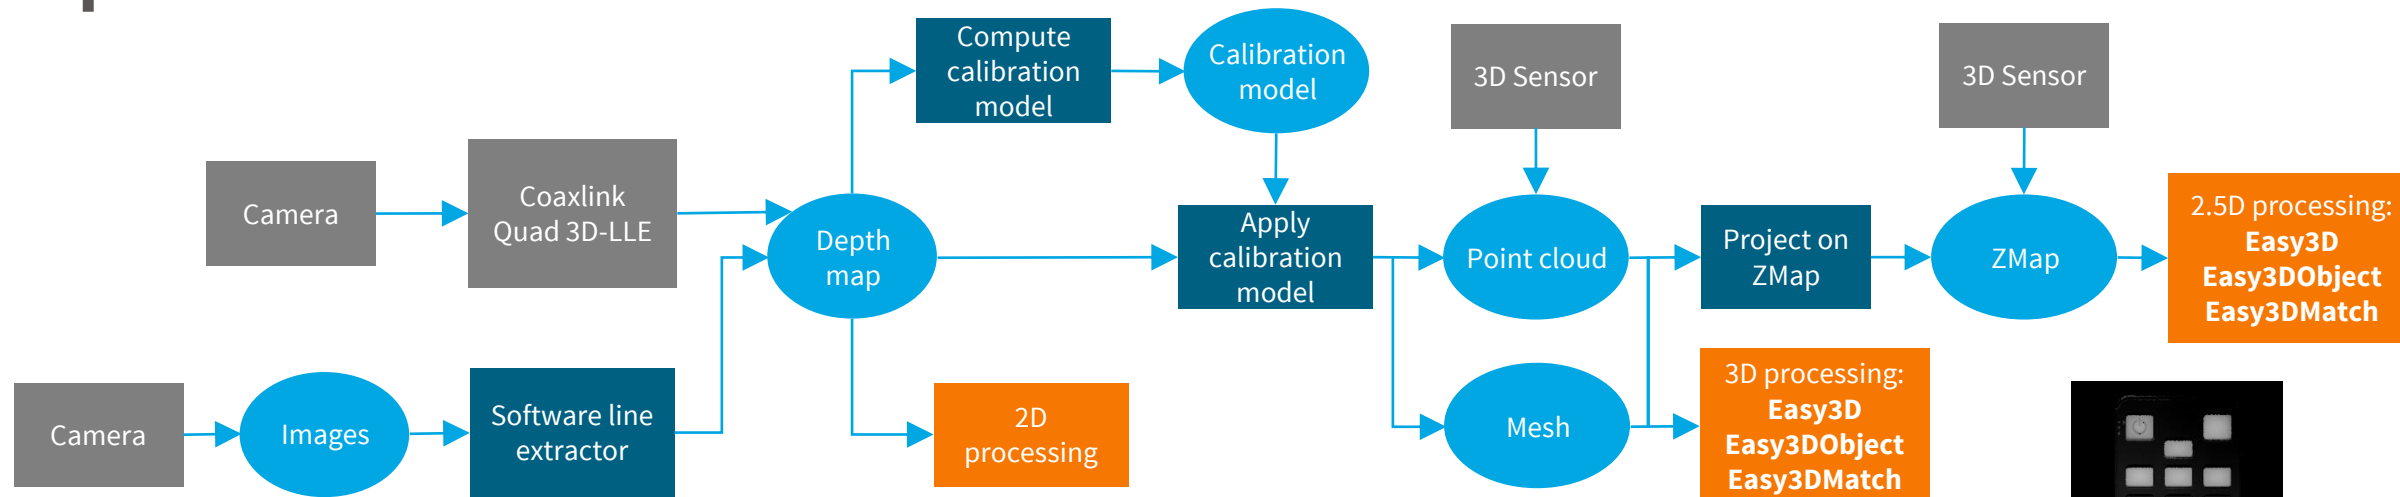 Compute
calibration
model
Calibration
model
3D Sensor
3D Sensor
Camera
Coaxlink
Quad 3D-LLE
Depth
map
Apply
calibration
model
Point cloud
Project on
ZMap
ZMap
2.5D processing:
Easy3D
Easy3DObject
Easy3DMatch
Camera
Images
Software line
extractor
2D
processing
Mesh
3D processing:
Easy3D
Easy3DObject
Easy3DMatch